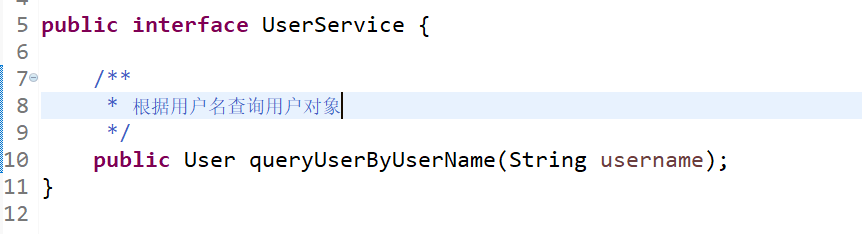 5 public interface UserService {
6
7 /**
8 * 根据用户名查询用户对象
9 */
10 public User queryUserByUserName(String username);
11 }
12